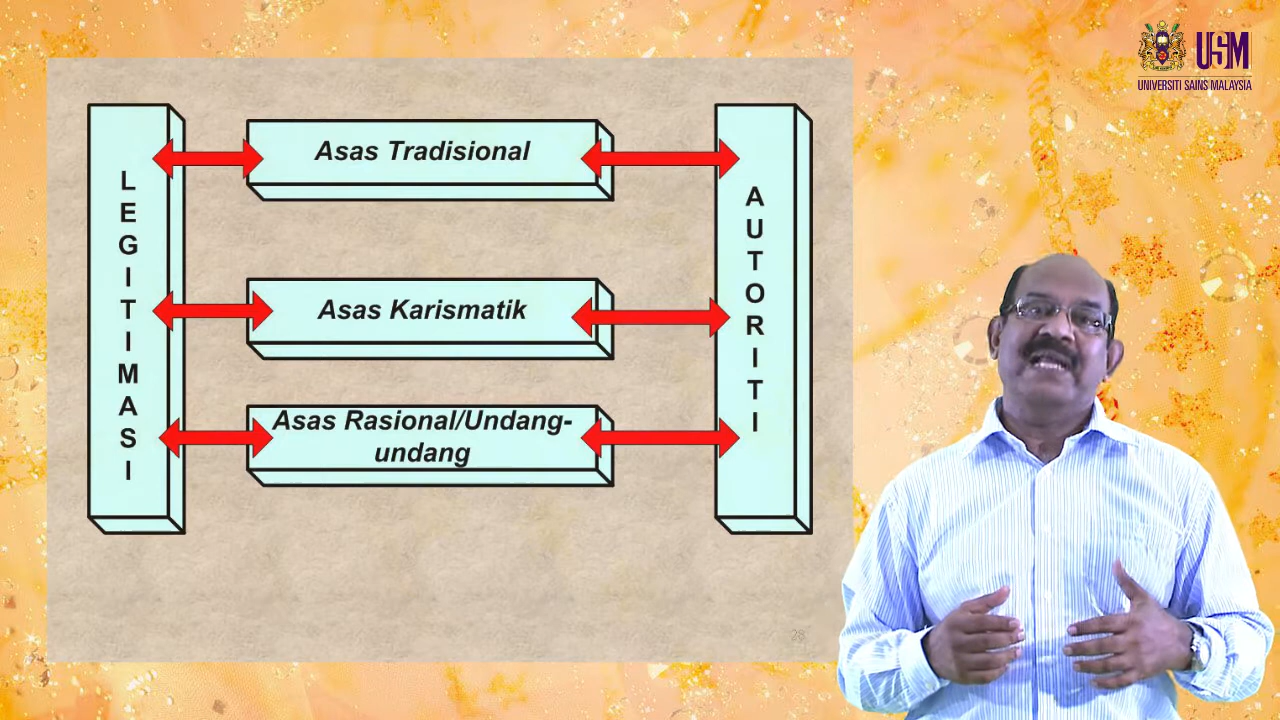 USM
UNIVERSITI SAINS MALAYSIA
LEGITIMASI
Asas Tradisional
Asas Karismatik
Asas Rasional/Undang-
undang
AUTORITI
28